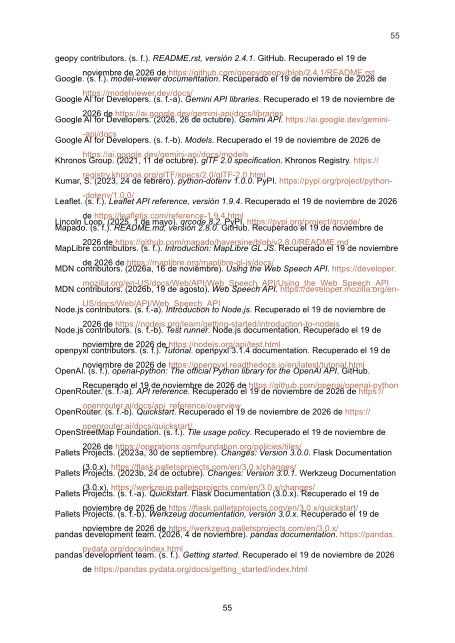 55
geopy contributors. (s. f.). README.rst, versión 2.4.1. GitHub. Recuperado el 19 de
noviembre de 2026 de https://github.com/geopy/geopy/blob/2.4.1/README.rst
Google. (s. f.). model-viewer documentation. Recuperado el 19 de noviembre de 2026 de
https://modelviewer.dev/docs/
Google AI for Developers. (s. f.-a). Gemini API libraries. Recuperado el 19 de noviembre de
2026 de https://ai.google.dev/gemini-api/docs/libraries
Google AI for Developers. (2026, 26 de octubre). Gemini API. https://ai.google.dev/gemini-
-api/docs
Google AI for Developers. (s. f.-b). Models. Recuperado el 19 de noviembre de 2026 de
https://ai.google.dev/gemini-api/docs/models
Khronos Group. (2021, 11 de octubre). glTF 2.0 specification. Khronos Registry. https://
registry.khronos.org/glTF/specs/2.0/glTF-2.0.html
Kumar, S. (2023, 24 de febrero). python-dotenv 1.0.0. PyPI. https://pypi.org/project/python-
-dotenv/1.0.0/
Leaflet. (s. f.). Leaflet API reference, versión 1.9.4. Recuperado el 19 de noviembre de 2026
de https://leafletjs.com/reference-1.9.4.html
Lincoln Loop. (2025, 1 de mayo). qrcode 8.2. PyPI. https://pypi.org/project/qrcode/
Mapado. (s. f.). README.md, versión 2.8.0. GitHub. Recuperado el 19 de noviembre de
2026 de https://github.com/mapado/haversine/blob/v2.8.0/README.md
MapLibre contributors. (s. f.). Introduction: MapLibre GL JS. Recuperado el 19 de noviembre
de 2026 de https://maplibre.org/maplibre-gl-js/docs/
MDN contributors. (2026a, 16 de noviembre). Using the Web Speech API. https://developer.
mozilla.org/en-US/docs/Web/API/Web_Speech_API/Using_the_Web_Speech_API
MDN contributors. (2026b, 19 de agosto). Web Speech API. https://developer.mozilla.org/en-
US/docs/Web/API/Web_Speech_API
Node.js contributors. (s. f.-a). Introduction to Node.js. Recuperado el 19 de noviembre de
2026 de https://nodejs.org/learn/getting-started/introduction-to-nodejs
Node.js contributors. (s. f.-b). Test runner. Node.js documentation. Recuperado el 19 de
noviembre de 2026 de https://nodejs.org/api/test.html
openpyxl contributors. (s. f.). Tutorial. openpyxl 3.1.4 documentation. Recuperado el 19 de
noviembre de 2026 de https://openpyxl.readthedocs.io/en/latest/tutorial.html
OpenAI. (s. f.). openai-python: The official Python library for the OpenAI API. GitHub.
Recuperado el 19 de noviembre de 2026 de https://github.com/openai/openai-python
OpenRouter. (s. f.-a). API reference. Recuperado el 19 de noviembre de 2026 de https://
openrouter.ai/docs/api_reference/overview
OpenRouter. (s. f.-b). Quickstart. Recuperado el 19 de noviembre de 2026 de https://
openrouter.ai/docs/quickstart/
OpenStreetMap Foundation. (s. f.). Tile usage policy. Recuperado el 19 de noviembre de
2026 de https://operations.osmfoundation.org/policies/tiles/
Pallets Projects. (2023a, 30 de septiembre). Changes: Version 3.0.0. Flask Documentation
(3.0.x). https://flask.palletsprojects.com/en/3.0.x/changes/
Pallets Projects. (2023b, 24 de octubre). Changes: Version 3.0.1. Werkzeug Documentation
(3.0.x). https://werkzeug.palletsprojects.com/en/3.0.x/changes/
Pallets Projects. (s. f.-a). Quickstart. Flask Documentation (3.0.x). Recuperado el 19 de
noviembre de 2026 de https://flask.palletsprojects.com/en/3.0.x/quickstart/
Pallets Projects. (s. f.-b). Werkzeug documentation, versión 3.0.x. Recuperado el 19 de
noviembre de 2026 de https://werkzeug.palletsprojects.com/en/3.0.x/
pandas development team. (2026, 4 de noviembre). pandas documentation. https://pandas.
pydata.org/docs/index.html
pandas development team. (s. f.). Getting started. Recuperado el 19 de noviembre de 2026
de https://pandas.pydata.org/docs/getting_started/index.html
55